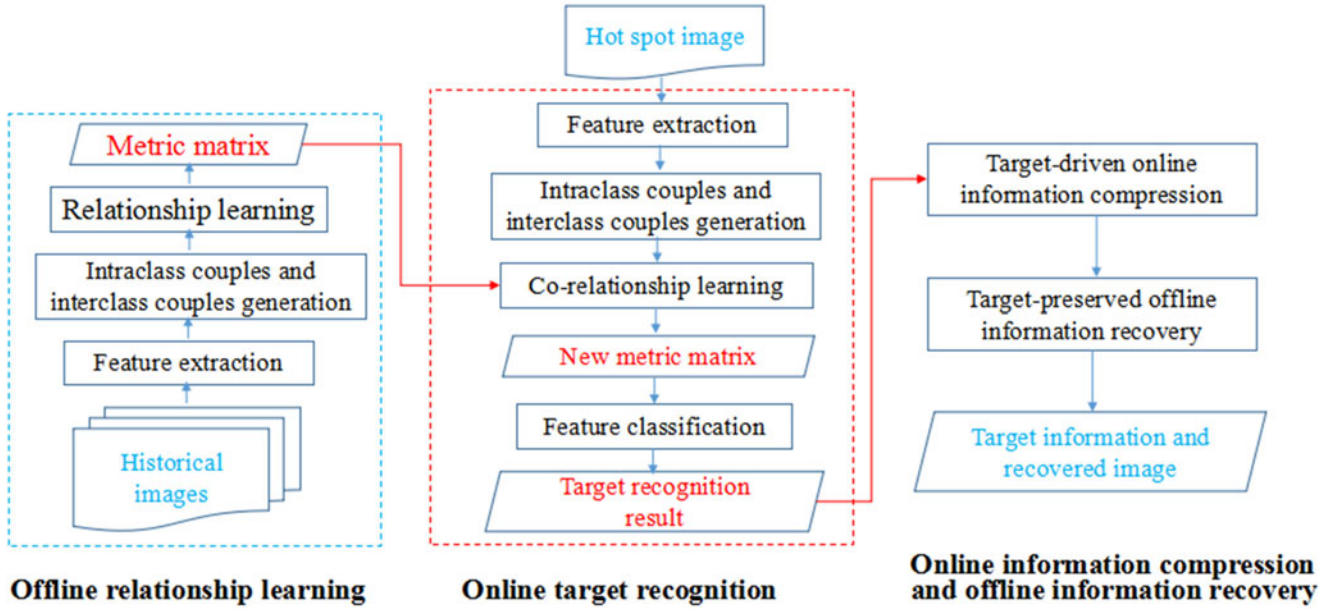 Hot spot image
Feature extraction
Intraclass couples and
interclass couples generation
Co-relationship learning
New metric matrix
Feature classification
Target recognition
result
Online target recognition
Metric matrix
Relationship learning
Intraclass couples and
interclass couples generation
Feature extraction
Historical
images
Offline relationship learning
Target-driven online
information compression
Target-preserved offline
information recovery
Target information and
recovered image
Online information compression
and offline information recovery